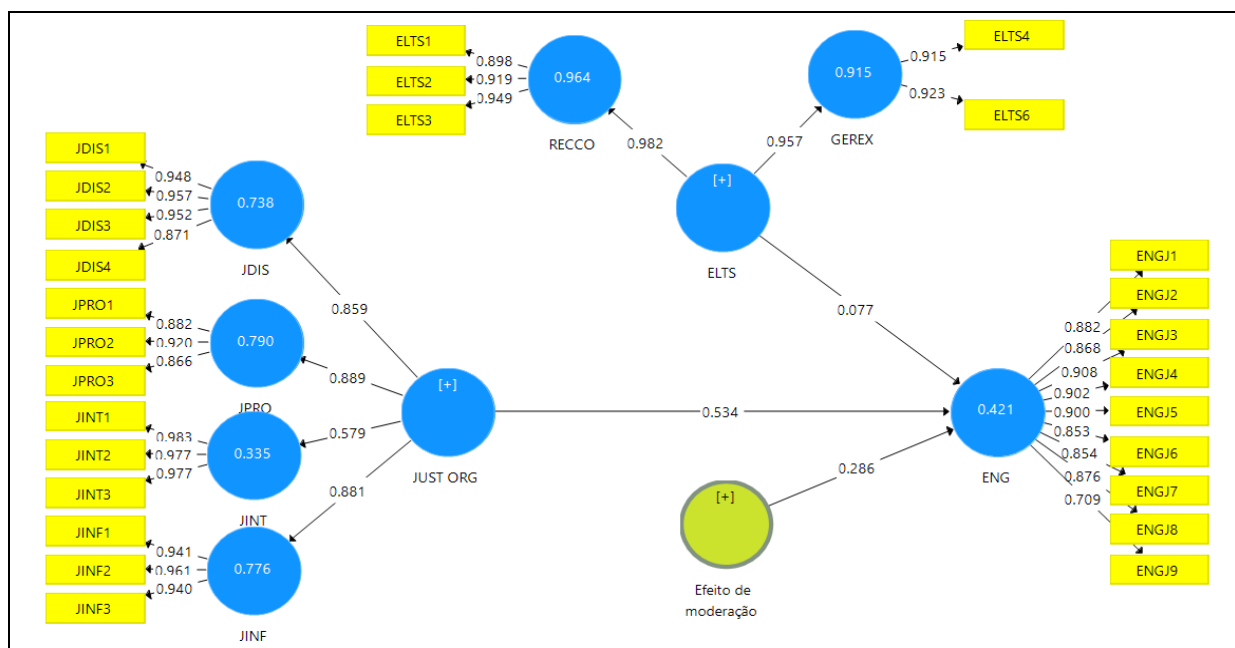 ELTS1
ELTS2
ELTS3
0.898
0.919
0.949
0.964
RECCO
0.915
GEREX
0.915
0.923
ELTS4
ELTS6
0.982
0.957
[+]
ELTS
0.077
JDIS1
JDIS2
JDIS3
JDIS4
0.948
0.957
0.952
0.871
0.738
JDIS
0.859
JPRO1
JPRO2
JPRO3
0.882
0.920
0.866
0.790
JPRO
0.889
JINT1
JINT2
JINT3
0.983
0.977
0.977
0.335
JINT
0.579
JINF1
JINF2
JINF3
0.941
0.961
0.940
0.776
JINF
0.881
[+]
JUST ORG
0.534
[+]
Efeito de
moderação
0.286
0.421
ENG
0.882
0.868
0.908
0.902
0.900
0.853
0.854
0.876
0.709
ENGJ1
ENGJ2
ENGJ3
ENGJ4
ENGJ5
ENGJ6
ENGJ7
ENGJ8
ENGJ9